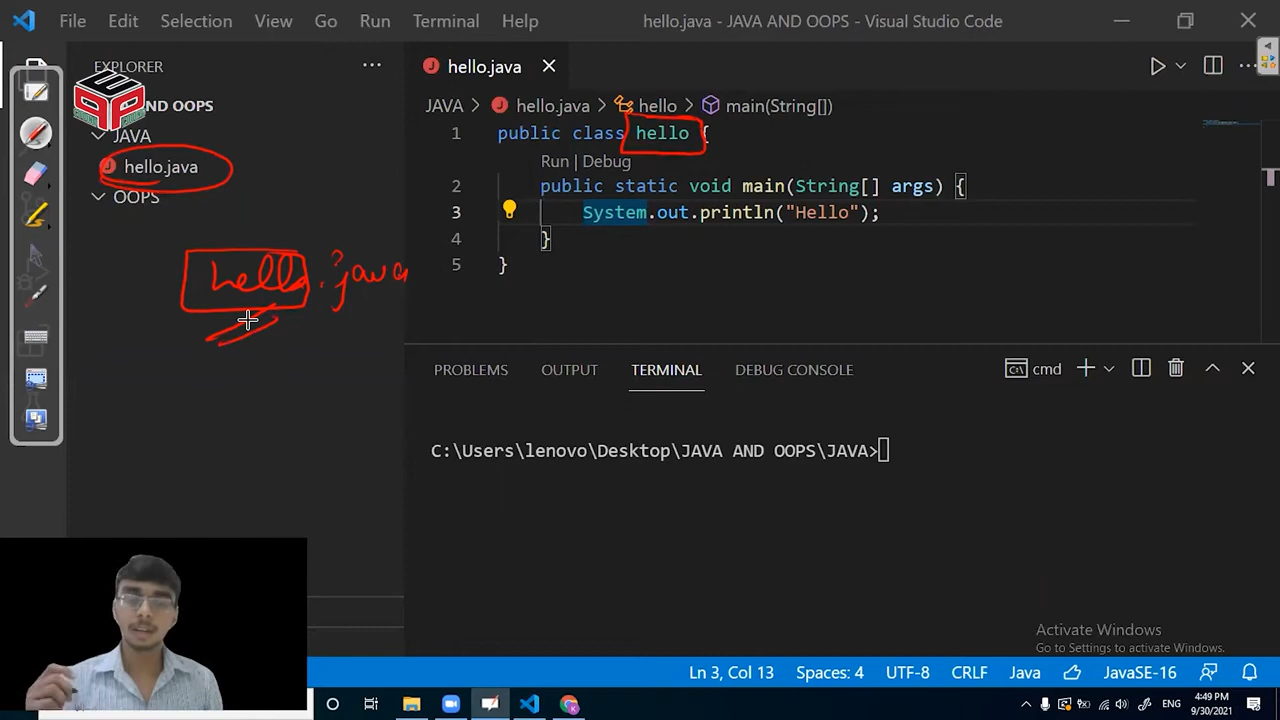 File Edit Selection View Go Run Terminal Help hello.java - JAVA AND OOPS - Visual Studio Code
EXPLORER ...
hello.java
AND OOPS
JAVA
hello.java
OOPS
hello.java
JAVA > hello.java > hello > main(String[])
1 public class hello {
Run | Debug
2 public static void main(String[] args) {
3 System.out.println("Hello");
4 }
5 }
PROBLEMS OUTPUT TERMINAL DEBUG CONSOLE cmd
C:\Users\lenovo\Desktop\JAVA AND OOPS\JAVA>
Activate Windows
Go to Settings to activate Windows.
Ln 3, Col 13 Spaces: 4 UTF-8 CRLF Java JavaSE-16
ENG
4:49 PM
9/30/2021